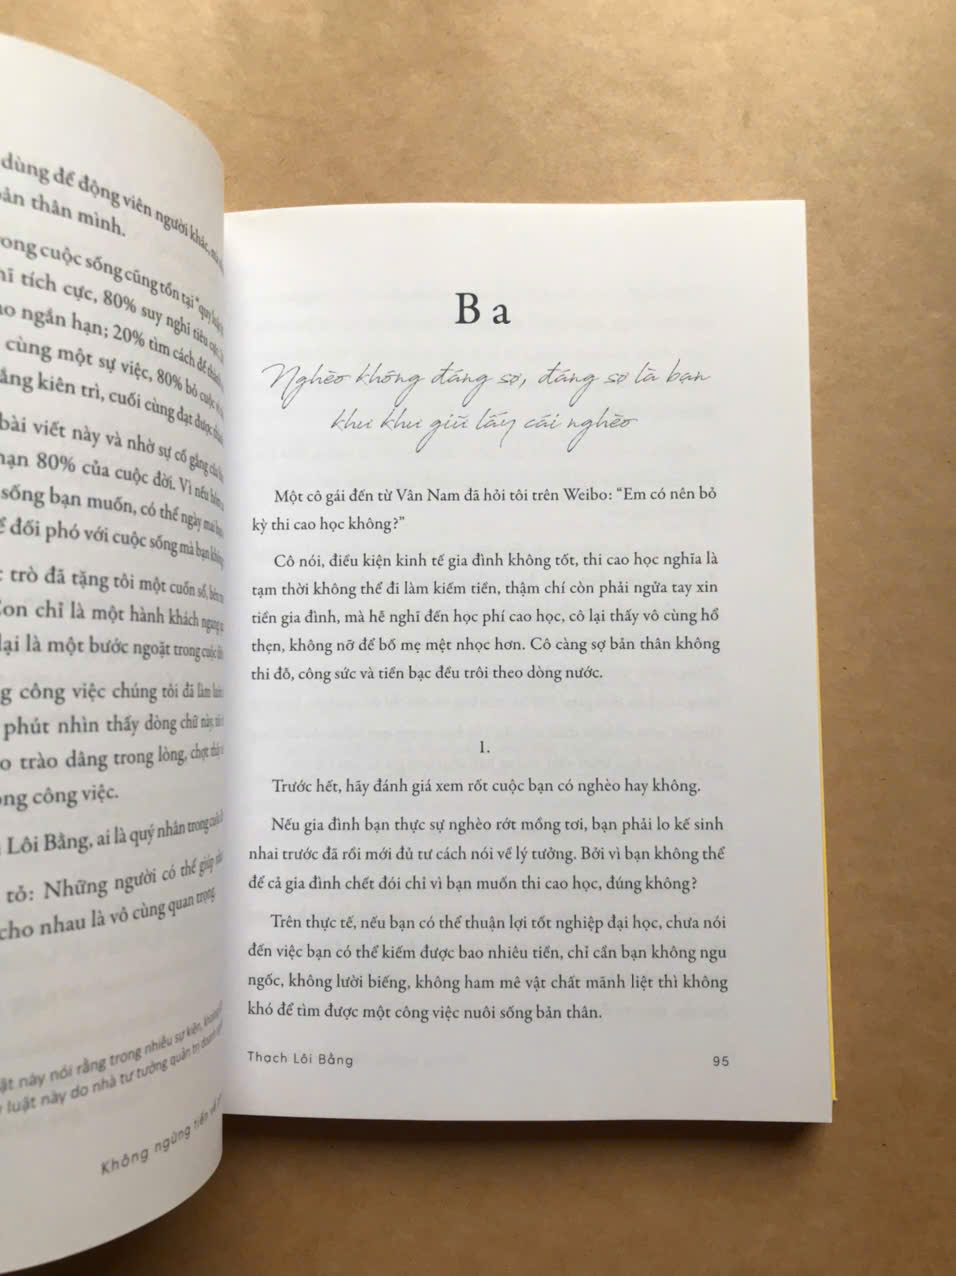 dùng để động viên người khác,
thân mình.
cuộc sống cũng tồn tại "quy
tích cực, 80% suy nghĩ tiêu cực,
ngắn hạn; 20% tìm cách để
cùng một sự việc, 80% bỏ cuộc
kiên trì, cuối cùng đạt được
bài viết này và nhờ sự cố gắng của
80% của cuộc đời. Vì nếu
sống bạn muốn, có thể ngày mai
đối phó với cuộc sống mà bạn không
trò đã tặng tôi một cuốn sổ, bên
Con chỉ là một hành khách ngang
lại là một bước ngoặt trong cuộc
công việc chúng tôi đã làm
phút nhìn thấy dòng chữ này,
trào dâng trong lòng, chợt
công việc.
Lôi Bằng, ai là quý nhân trong
tỏ: Những người có thể giúp
cho nhau là vô cùng quan trọng
này nói rằng trong nhiều sự kiện,
luật này do nhà tư tưởng quản trị doanh
Không ngừng tiến về
Ba
Nghèo không đáng sợ, đáng sợ là bạn
khư khư giữ lấy cái nghèo
Một cô gái đến từ Vân Nam đã hỏi tôi trên Weibo: “Em có nên bỏ
kỳ thi cao học không?”
Cô nói, điều kiện kinh tế gia đình không tốt, thi cao học nghĩa là
tạm thời không thể đi làm kiếm tiền, thậm chí còn phải ngửa tay xin
tiền gia đình, mà hễ nghĩ đến học phí cao học, cô lại thấy vô cùng hổ
thẹn, không nỡ để bố mẹ mệt nhọc hơn. Cô càng sợ bản thân không
thi đỗ, công sức và tiền bạc đều trôi theo dòng nước.
1.
Trước hết, hãy đánh giá xem rốt cuộc bạn có nghèo hay không.
Nếu gia đình bạn thực sự nghèo rớt mồng tơi, bạn phải lo kế sinh
nhai trước đã rồi mới đủ tư cách nói về lý tưởng. Bởi vì bạn không thể
để cả gia đình chết đói chỉ vì bạn muốn thi cao học, đúng không?
Trên thực tế, nếu bạn có thể thuận lợi tốt nghiệp đại học, chưa nói
đến việc bạn có thể kiếm được bao nhiêu tiền, chỉ cần bạn không ngu
ngốc, không lười biếng, không ham mê vật chất mãnh liệt thì không
khó để tìm được một công việc nuôi sống bản thân.
Thạch Lôi Bằng 95